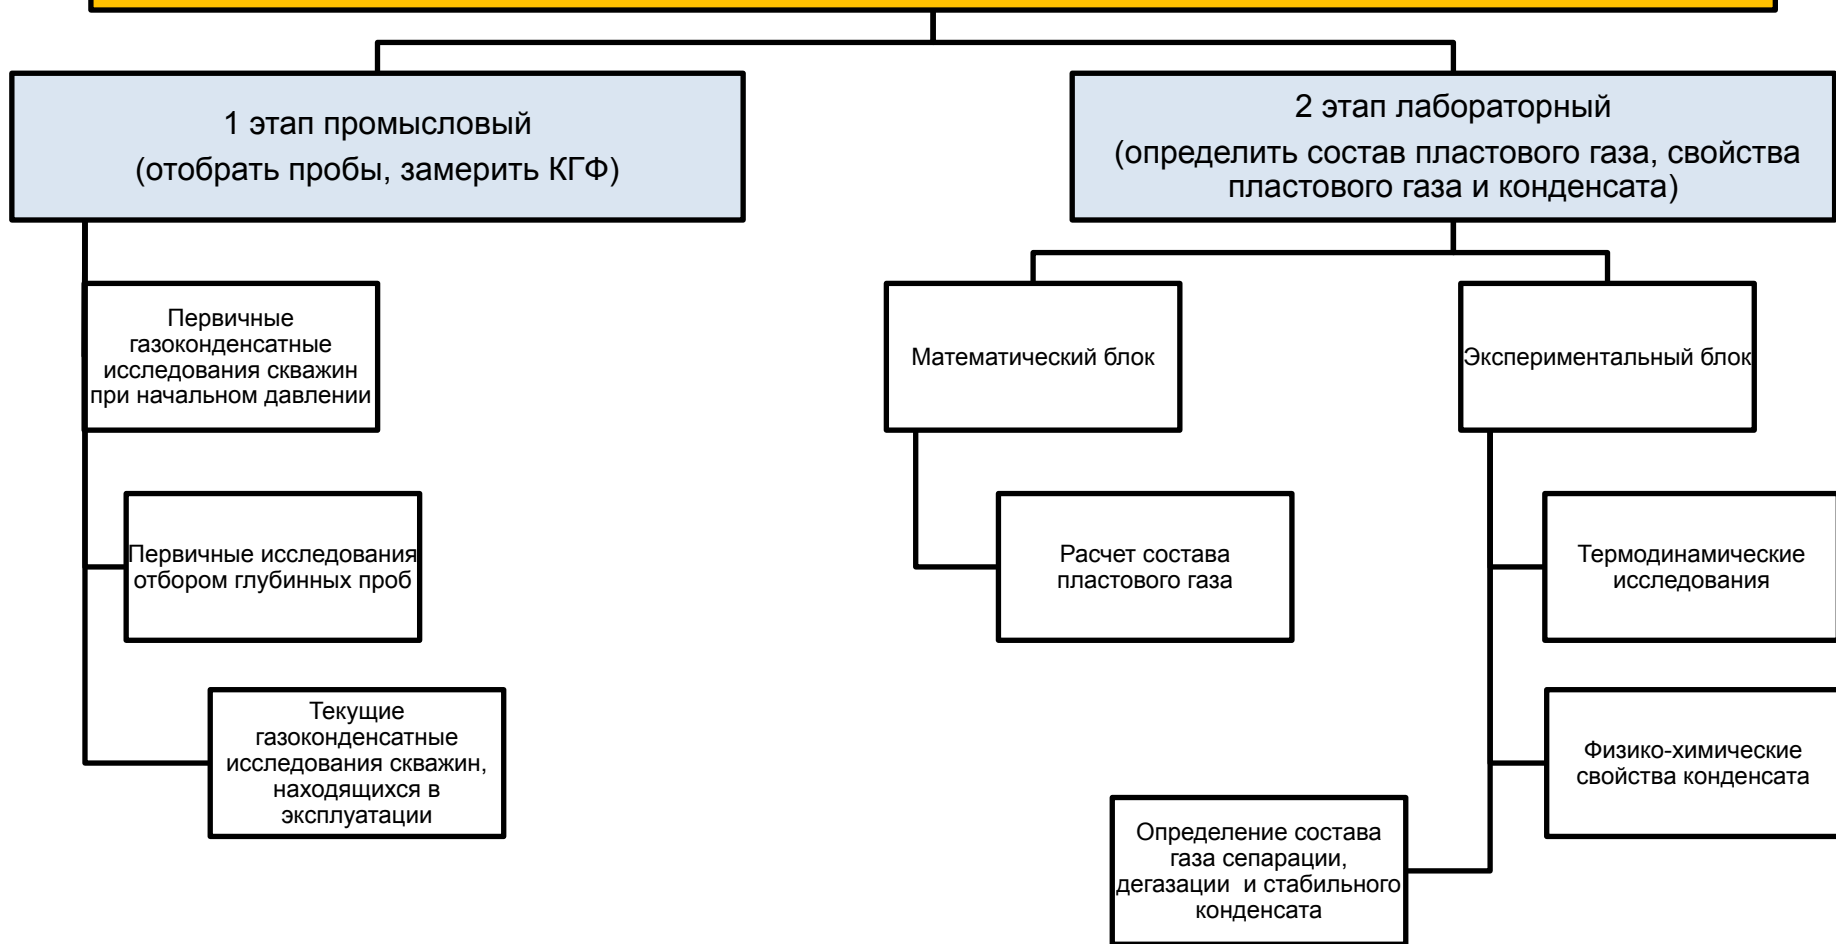 1 этап промысловый
(отобрать пробы, замерить КГФ)
2 этап лабораторный
(определить состав пластового газа, свойства
пластового газа и конденсата)
Первичные
газоконденсатные
исследования скважин
при начальном давлении
Математический блок
Экспериментальный блок
Первичные исследования
отбором глубинных проб
Расчет состава
пластового газа
Термодинамические
исследования
Текущие
газоконденсатные
исследования скважин,
находящихся в
эксплуатации
Физико-химические
свойства конденсата
Определение состава
газа сепарации,
дегазации  и стабильного
конденсата